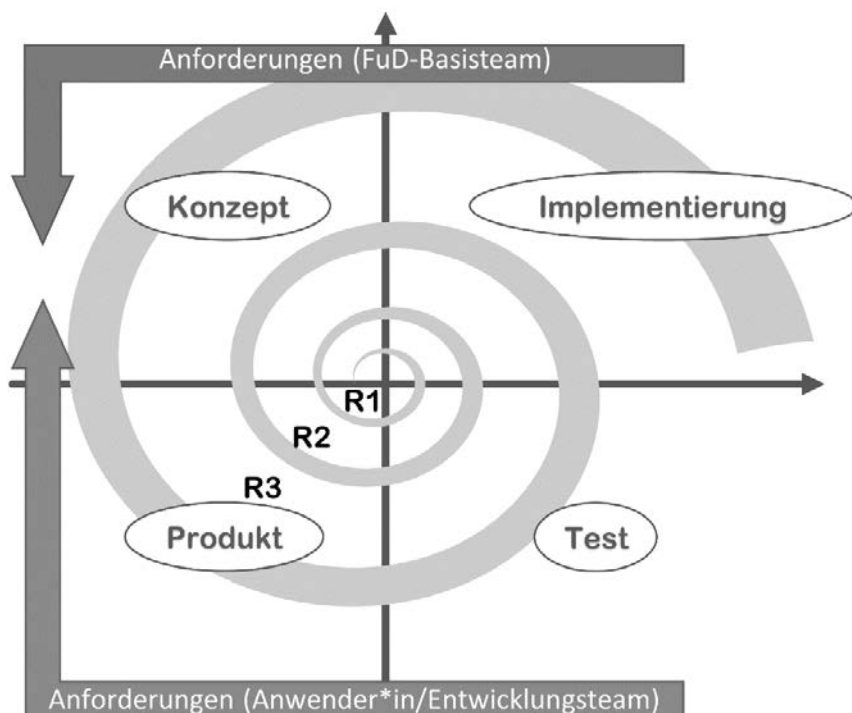 Anforderungen (FuD-Basisteam)
Konzept
Implementierung
R1
R2
R3
Produkt
Test
Anforderungen (Anwender*in/Entwicklungsteam)